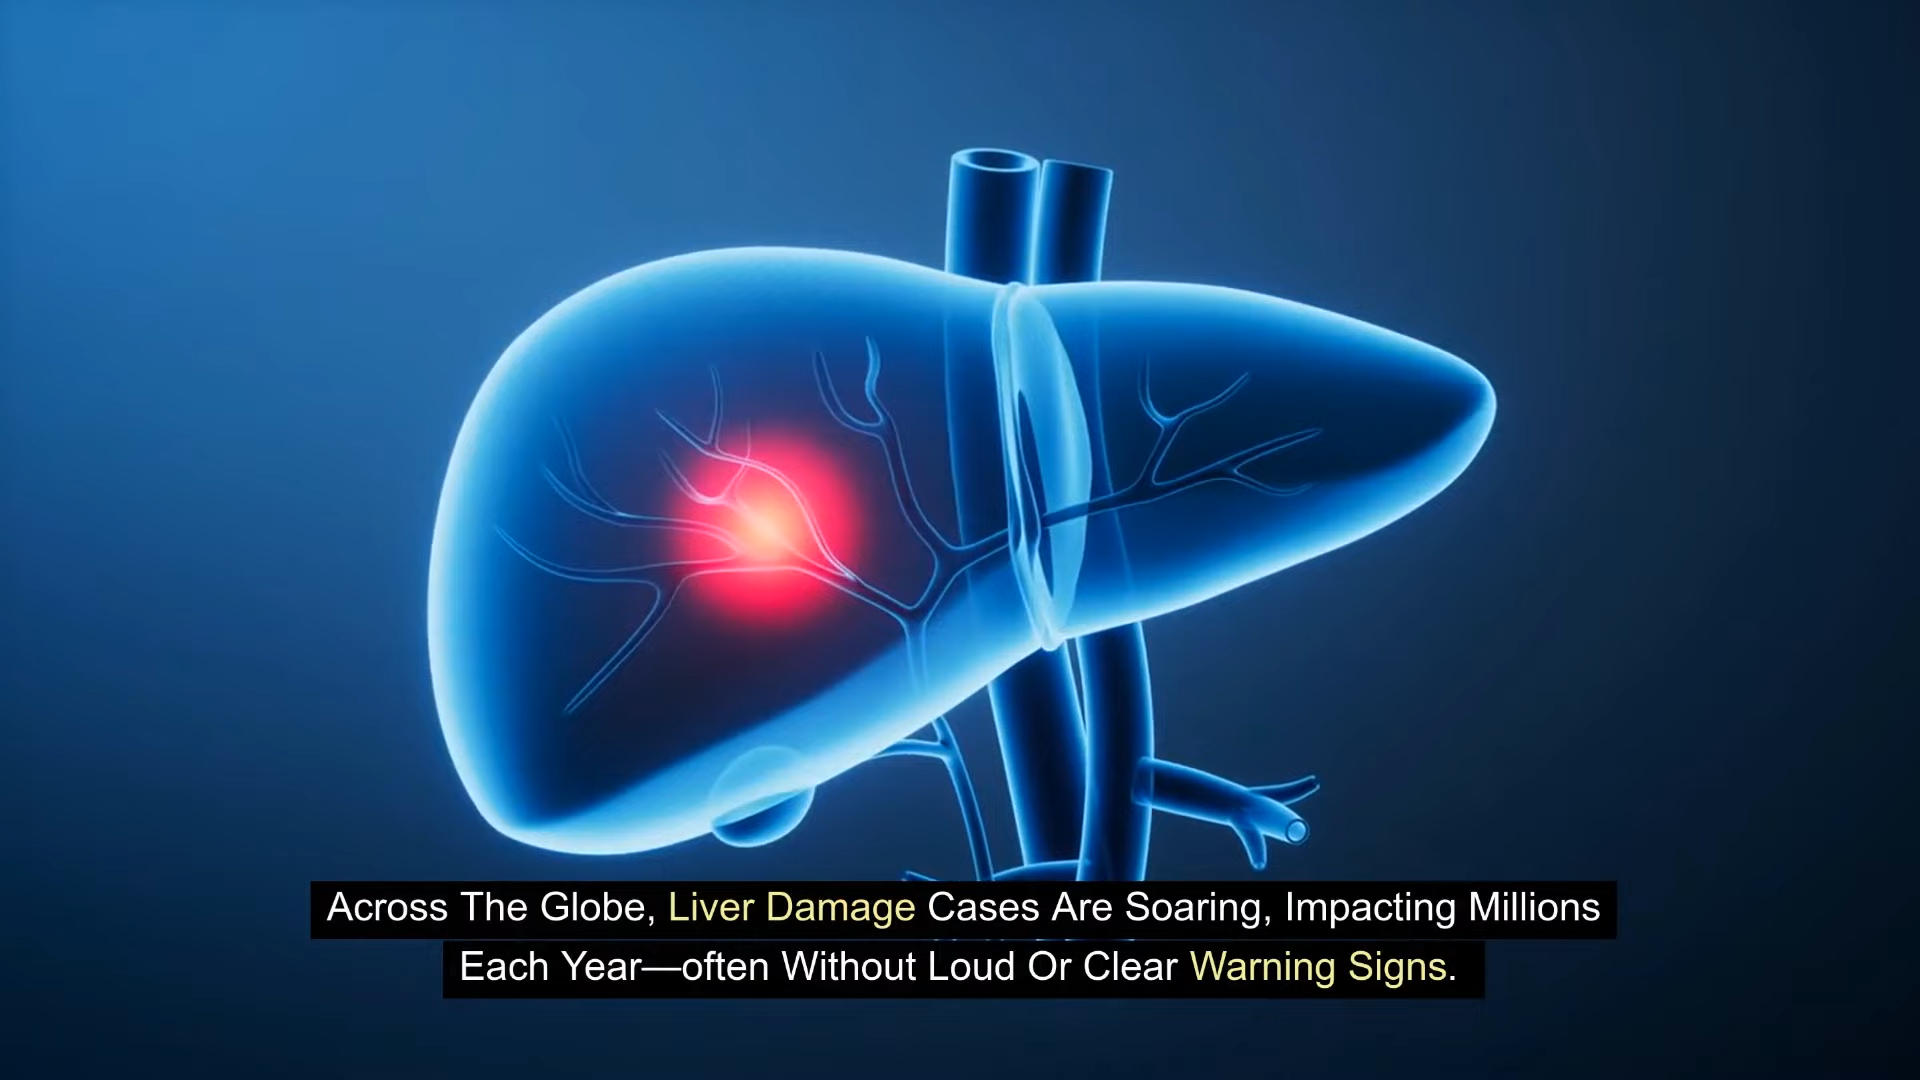 Across The Globe, Liver Damage Cases Are Soaring, Impacting Millions
Each Year—often Without Loud Or Clear Warning Signs.